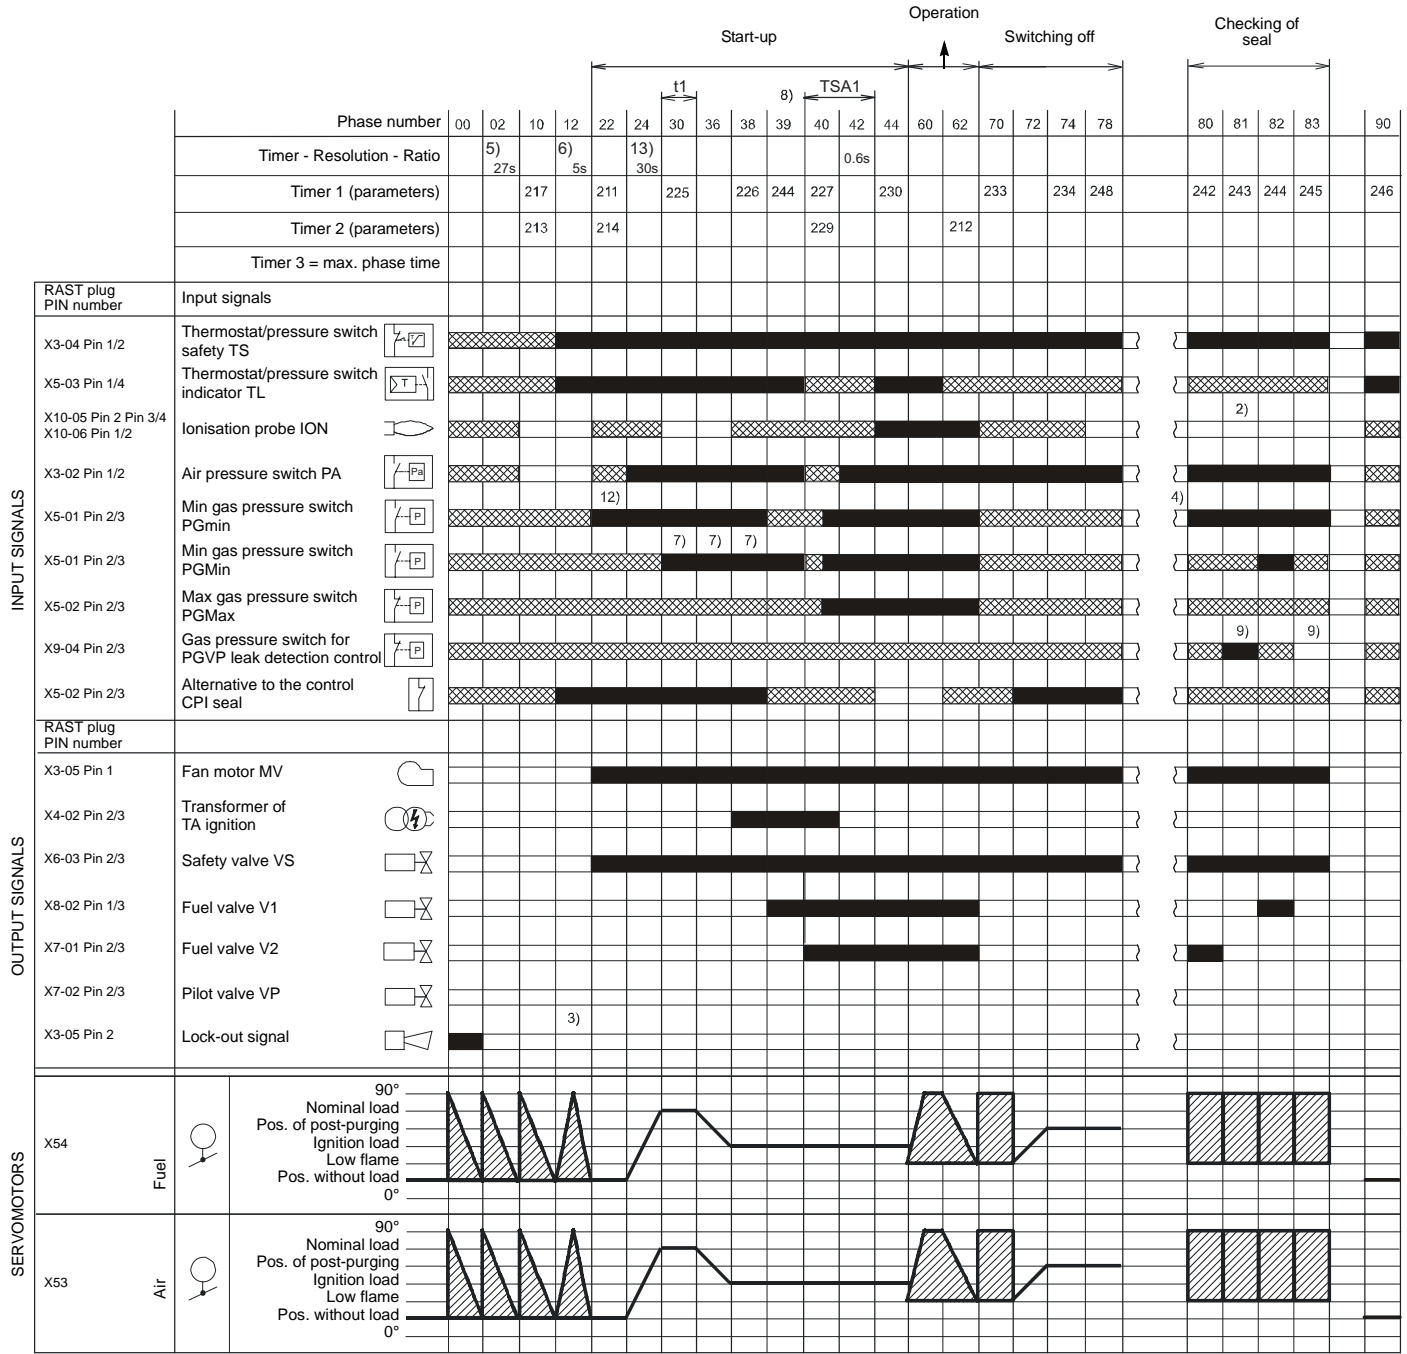 Operation
Start-up
Switching off
Checking of
seal
t1
8)
TSA1
Phase number 00 02 10 12 22 24 30 36 38 39 40 42 44 60 62 70 72 74 78 80 81 82 83 90
Timer - Resolution - Ratio 5) 27s 6) 5s 13) 30s 0.6s
Timer 1 (parameters) 217 211 225 226 244 227 230 233 234 248 242 243 244 245 246
Timer 2 (parameters) 213 214 229 212
Timer 3 = max. phase time
RAST plug
PIN number
Input signals
INPUT SIGNALS
X3-04 Pin 1/2
Thermostat/pressure switch
safety TS
X5-03 Pin 1/4
Thermostat/pressure switch
indicator TL
T
X10-05 Pin 2 Pin 3/4
X10-06 Pin 1/2
Ionisation probe ION
2)
X3-02 Pin 1/2
Air pressure switch PA
Pa
12)
4)
X5-01 Pin 2/3
Min gas pressure switch
PGmin
P
7) 7) 7)
X5-01 Pin 2/3
Min gas pressure switch
PGMin
P
X5-02 Pin 2/3
Max gas pressure switch
PGMax
P
9) 9)
X9-04 Pin 2/3
Gas pressure switch for
PGVP leak detection control
P
X5-02 Pin 2/3
Alternative to the control
CPI seal
RAST plug
PIN number
OUTPUT SIGNALS
X3-05 Pin 1
Fan motor MV
X4-02 Pin 2/3
Transformer of
TA ignition
X6-03 Pin 2/3
Safety valve VS
X8-02 Pin 1/3
Fuel valve V1
X7-01 Pin 2/3
Fuel valve V2
X7-02 Pin 2/3
Pilot valve VP
3)
X3-05 Pin 2
Lock-out signal
SERVOMOTORS
X54
Fuel
90°
Nominal load
Pos. of post-purging
Ignition load
Low flame
Pos. without load
0°
X53
Air
90°
Nominal load
Pos. of post-purging
Ignition load
Low flame
Pos. without load
0°